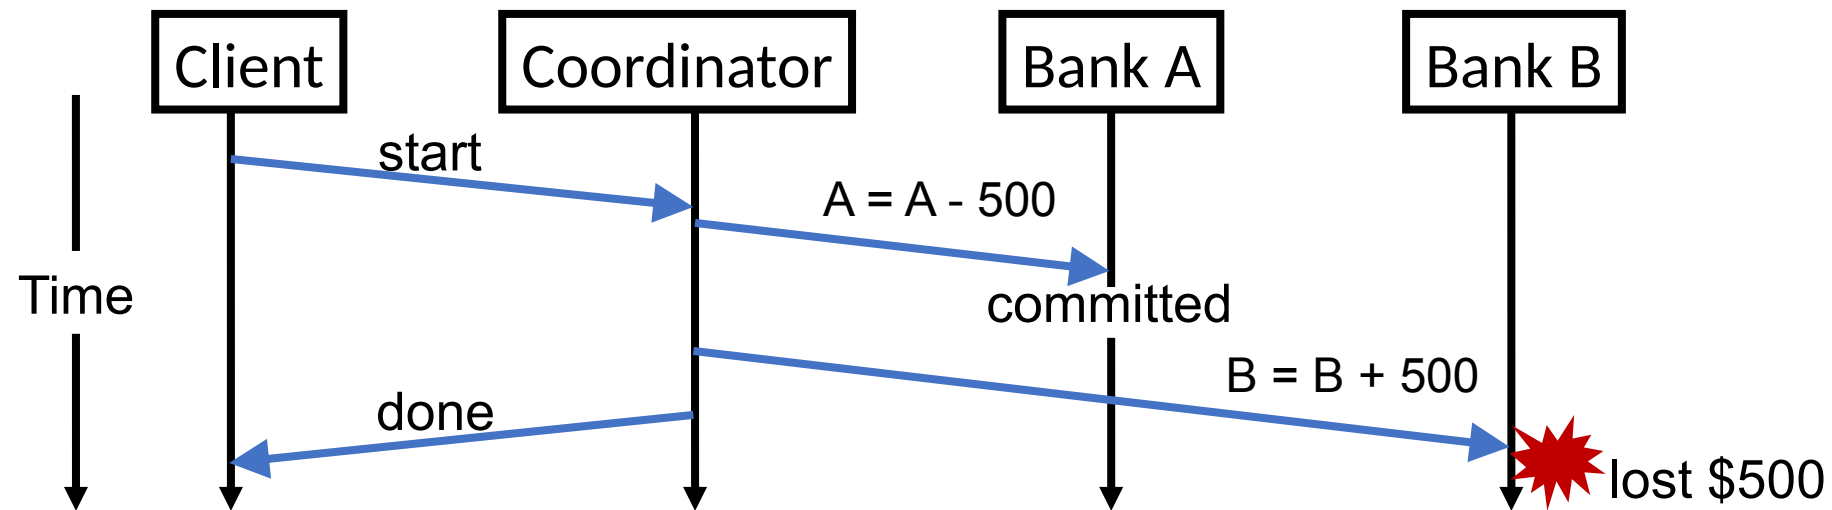 Client
Coordinator
Bank A
Bank B
start
A = A - 500
Time
committed
B = B + 500
done
lost $500